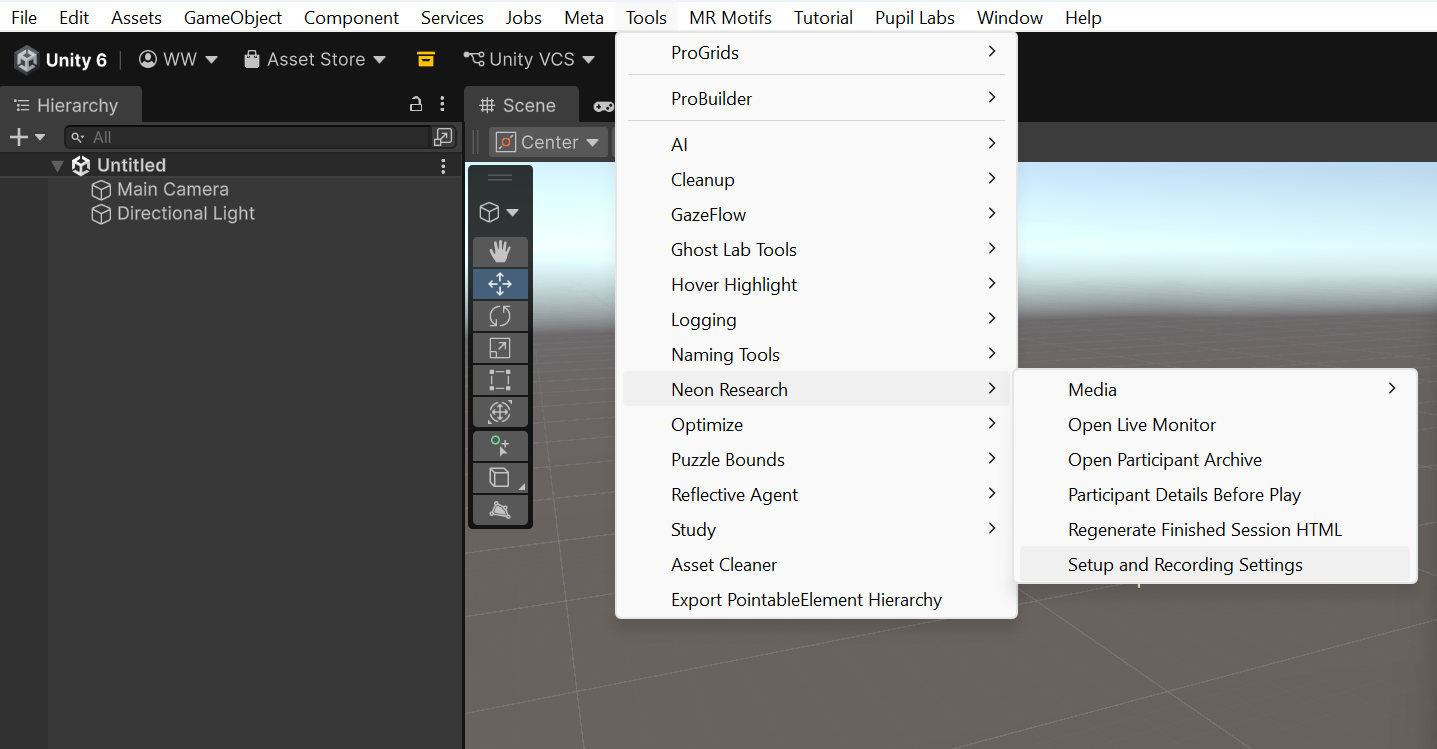 File Edit Assets GameObject Component Services Jobs Meta Tools MR Motifs Tutorial Pupil Labs Window Help
Unity 6 WW Asset Store Unity VCS
Hierarchy
Scene
All
Center
Untitled
Main Camera
Directional Light
ProGrids
ProBuilder
AI
Cleanup
GazeFlow
Ghost Lab Tools
Hover Highlight
Logging
Naming Tools
Neon Research
Optimize
Puzzle Bounds
Reflective Agent
Study
Asset Cleaner
Export PointableElement Hierarchy
Media
Open Live Monitor
Open Participant Archive
Participant Details Before Play
Regenerate Finished Session HTML
Setup and Recording Settings